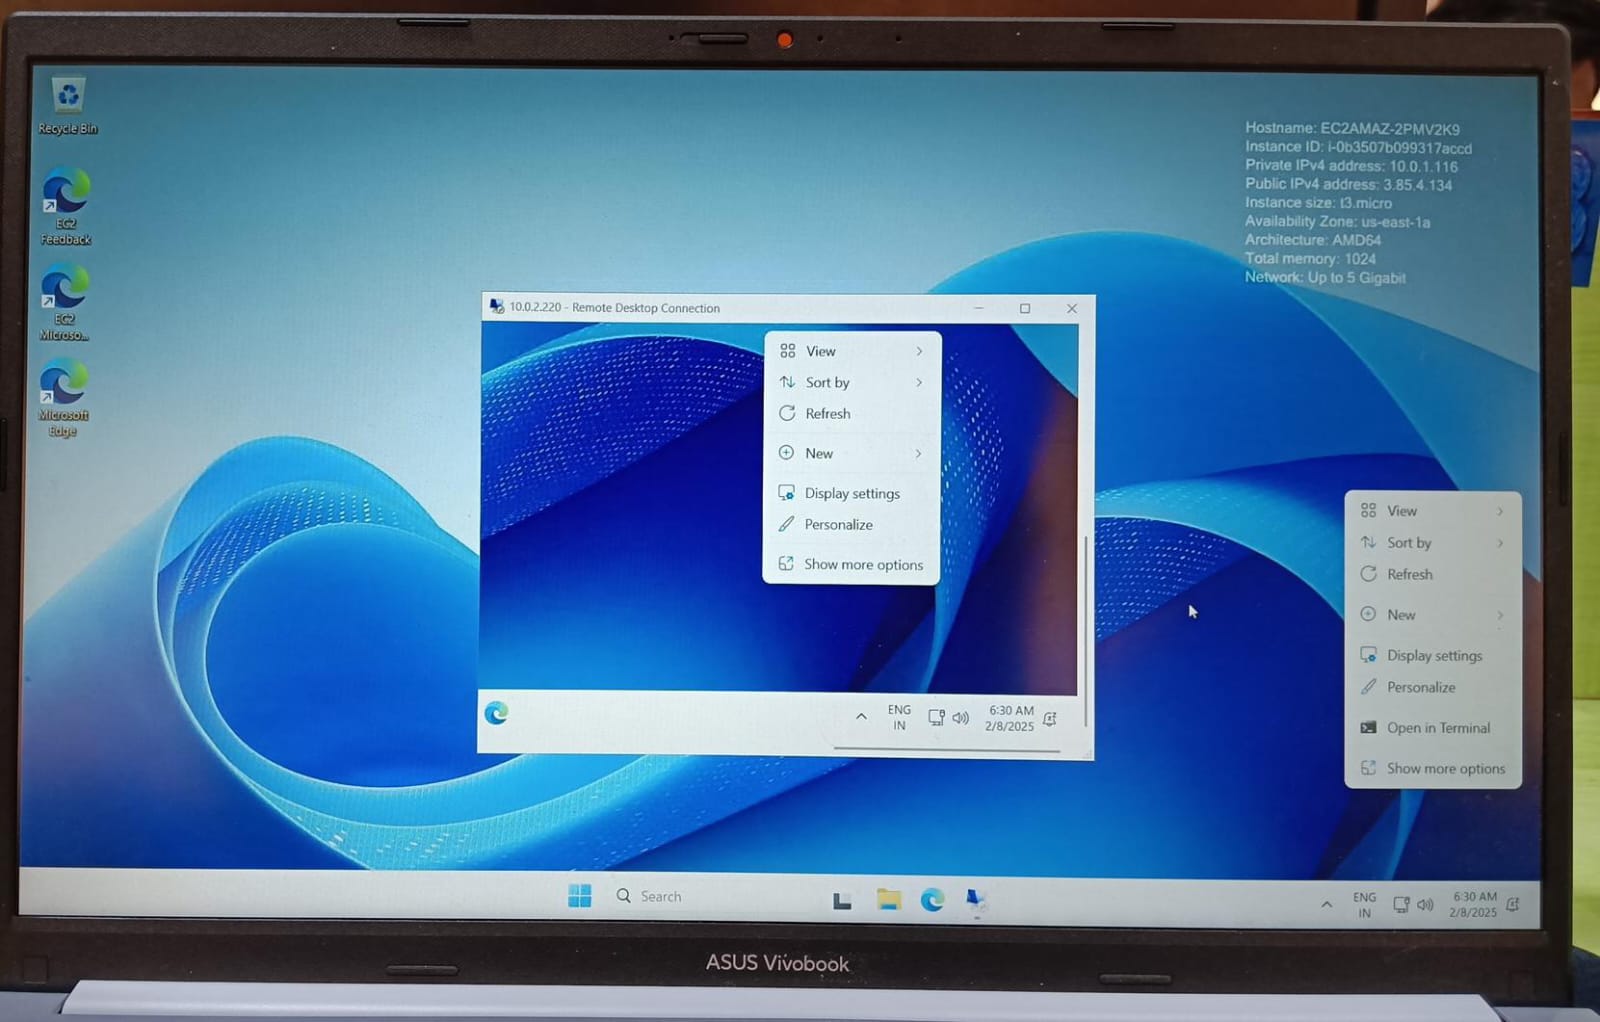 Recycle Bin
EC2
Feedback
EC2
Microso...
Microsoft
Edge
Hostname: EC2AMAZ-2PMV2K9
Instance ID: i-0b3507b099317accd
Private IPv4 address: 10.0.1.116
Public IPv4 address: 3.85.4.134
Instance size: t3.micro
Availability Zone: us-east-1a
Architecture: AMD64
Total memory: 1024
Network: Up to 5 Gigabit
10.0.2.220 - Remote Desktop Connection
View
Sort by
Refresh
New
Display settings
Personalize
Show more options
ENG
IN
6:30 AM
2/8/2025
View
Sort by
Refresh
New
Display settings
Personalize
Open in Terminal
Show more options
Search
ENG
IN
6:30 AM
2/8/2025
ASUS Vivobook